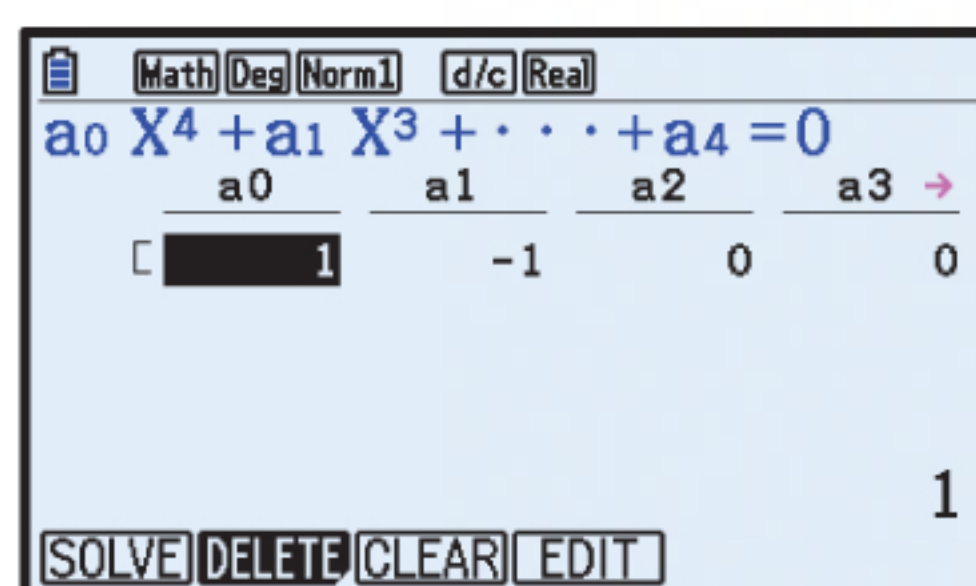 Math Deg Norm1 d/c Real
a₀ X⁴ +a₁ X³ +・・・+a₄ =0
a0 a1 a2 a3 →
[ 1 -1 0 0
1
SOLVE DELETE CLEAR EDIT